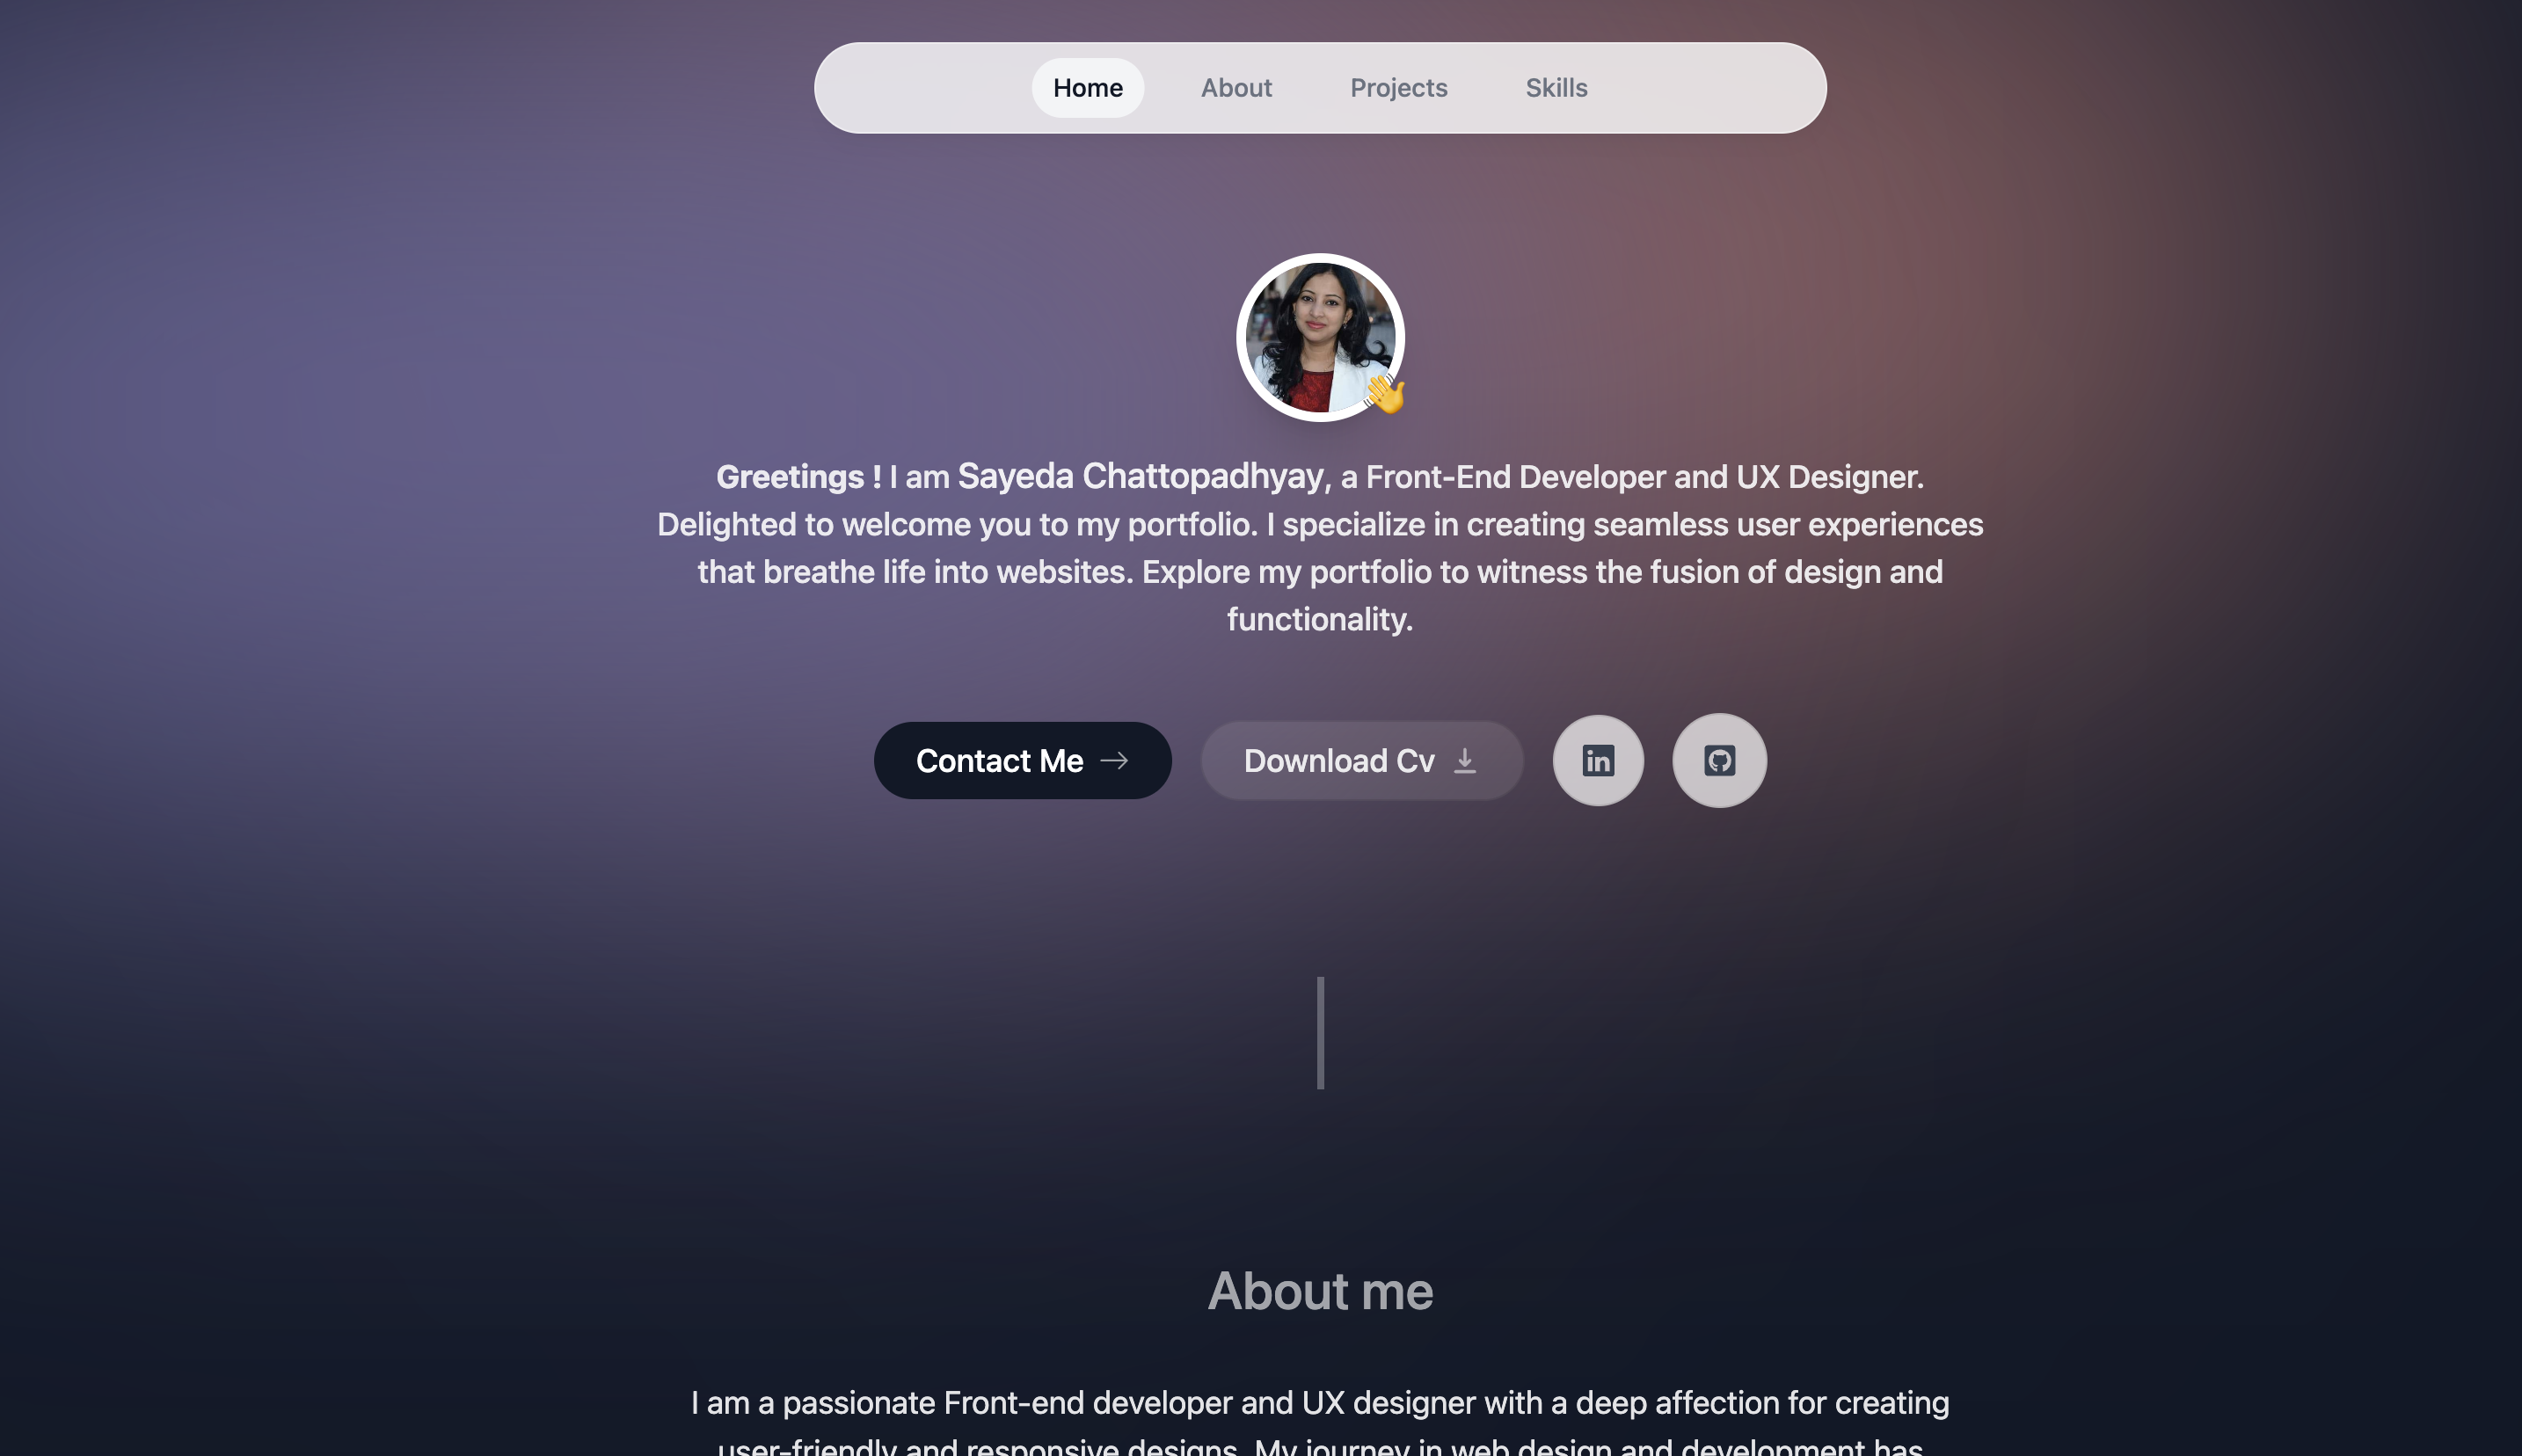 Home About Projects Skills
Greetings ! I am Sayeda Chattopadhyay, a Front-End Developer and UX Designer.
Delighted to welcome you to my portfolio. I specialize in creating seamless user experiences
that breathe life into websites. Explore my portfolio to witness the fusion of design and
functionality.
Contact Me → Download Cv in
About me
I am a passionate Front-end developer and UX designer with a deep affection for creating
user-friendly and responsive designs. My journey in web design and development has